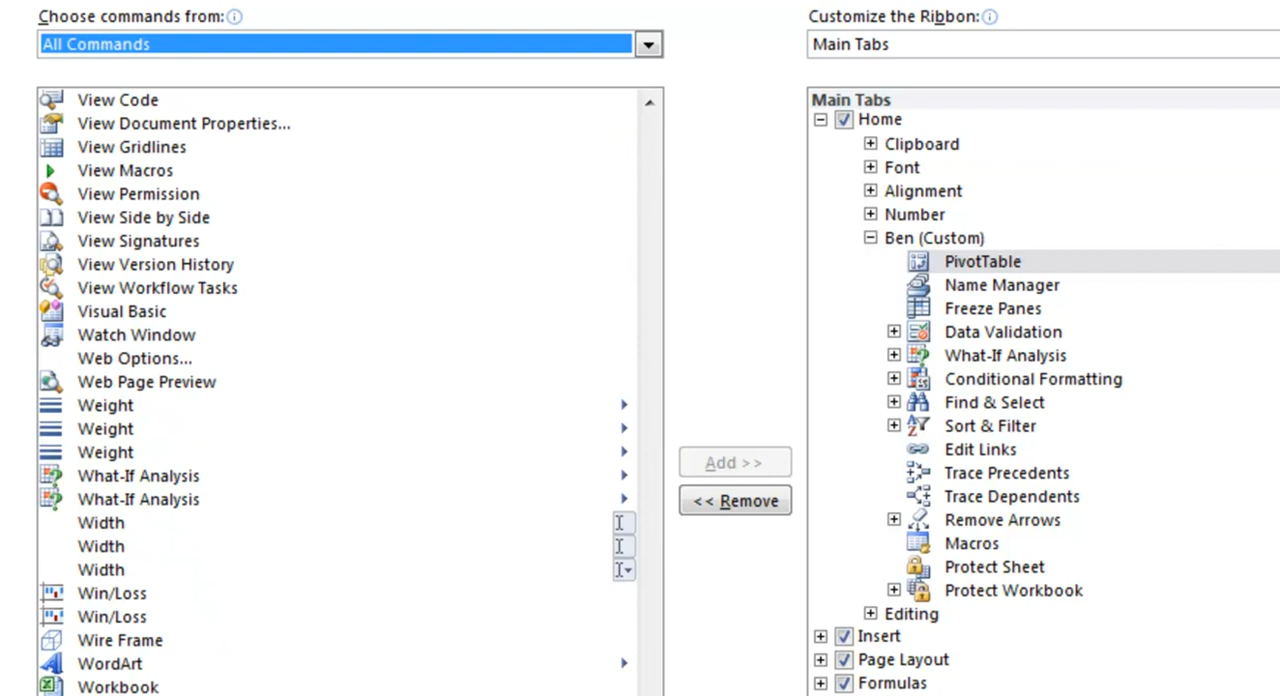 Choose commands from:
All Commands
View Code
View Document Properties...
View Gridlines
View Macros
View Permission
View Side by Side
View Signatures
View Version History
View Workflow Tasks
Visual Basic
Watch Window
Web Options...
Web Page Preview
Weight
Weight
Weight
What-If Analysis
What-If Analysis
Width
Width
Width
Win/Loss
Win/Loss
Wire Frame
WordArt
Workbook
Add >>
<< Remove
Customize the Ribbon:
Main Tabs
Main Tabs
Home
Clipboard
Font
Alignment
Number
Ben (Custom)
PivotTable
Name Manager
Freeze Panes
Data Validation
What-If Analysis
Conditional Formatting
Find & Select
Sort & Filter
Edit Links
Trace Precedents
Trace Dependents
Remove Arrows
Macros
Protect Sheet
Protect Workbook
Editing
Insert
Page Layout
Formulas